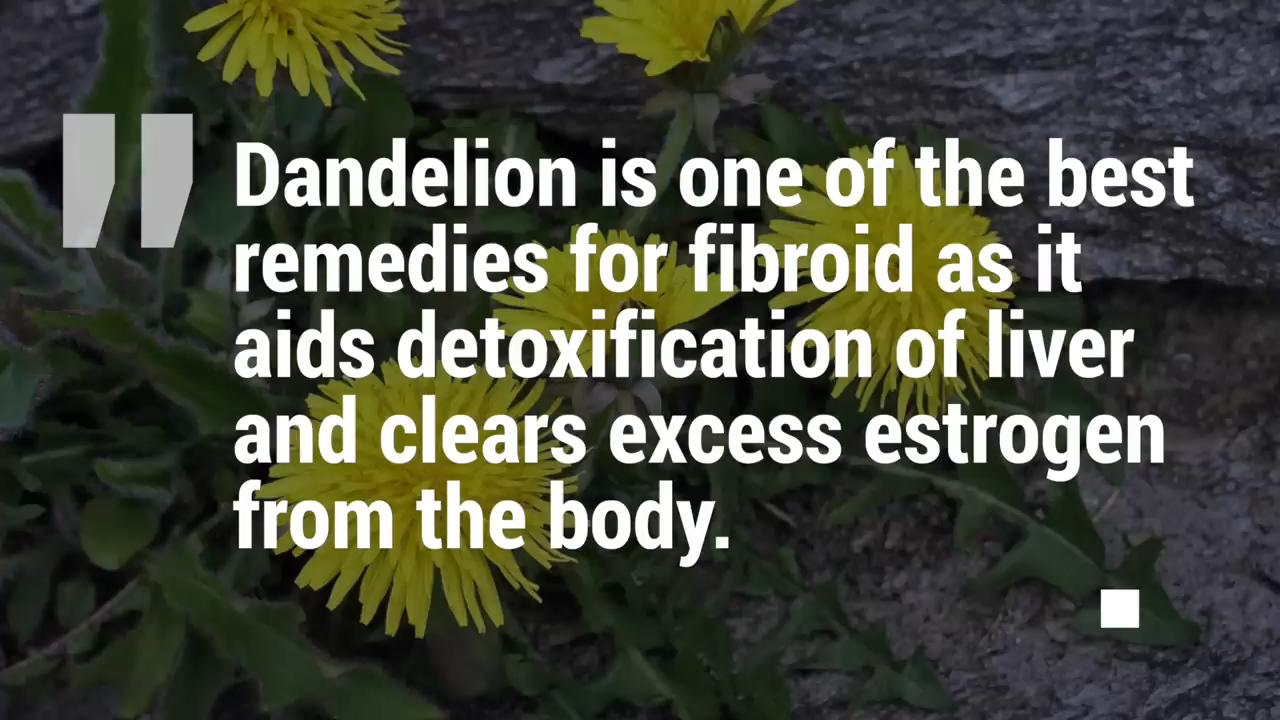 Dandelion is one of the best
remedies for fibroid as it
aids detoxification of liver
and clears excess estrogen
from the body.